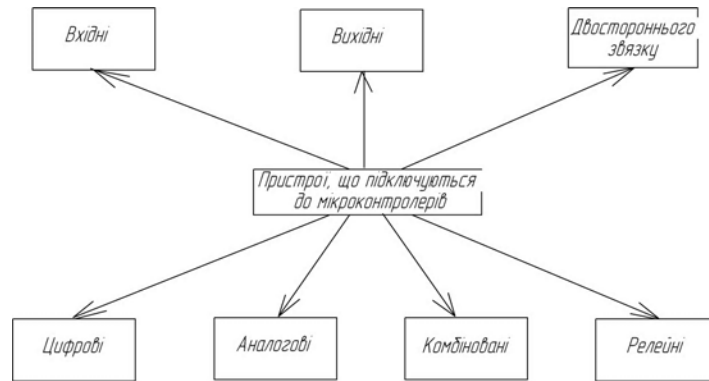 Вхідні
Вихідні
Двостороннього
звязку
Пристрої, що підключуються
до мікроконтролерів
Цифрові
Аналогові
Комбіновані
Релейні